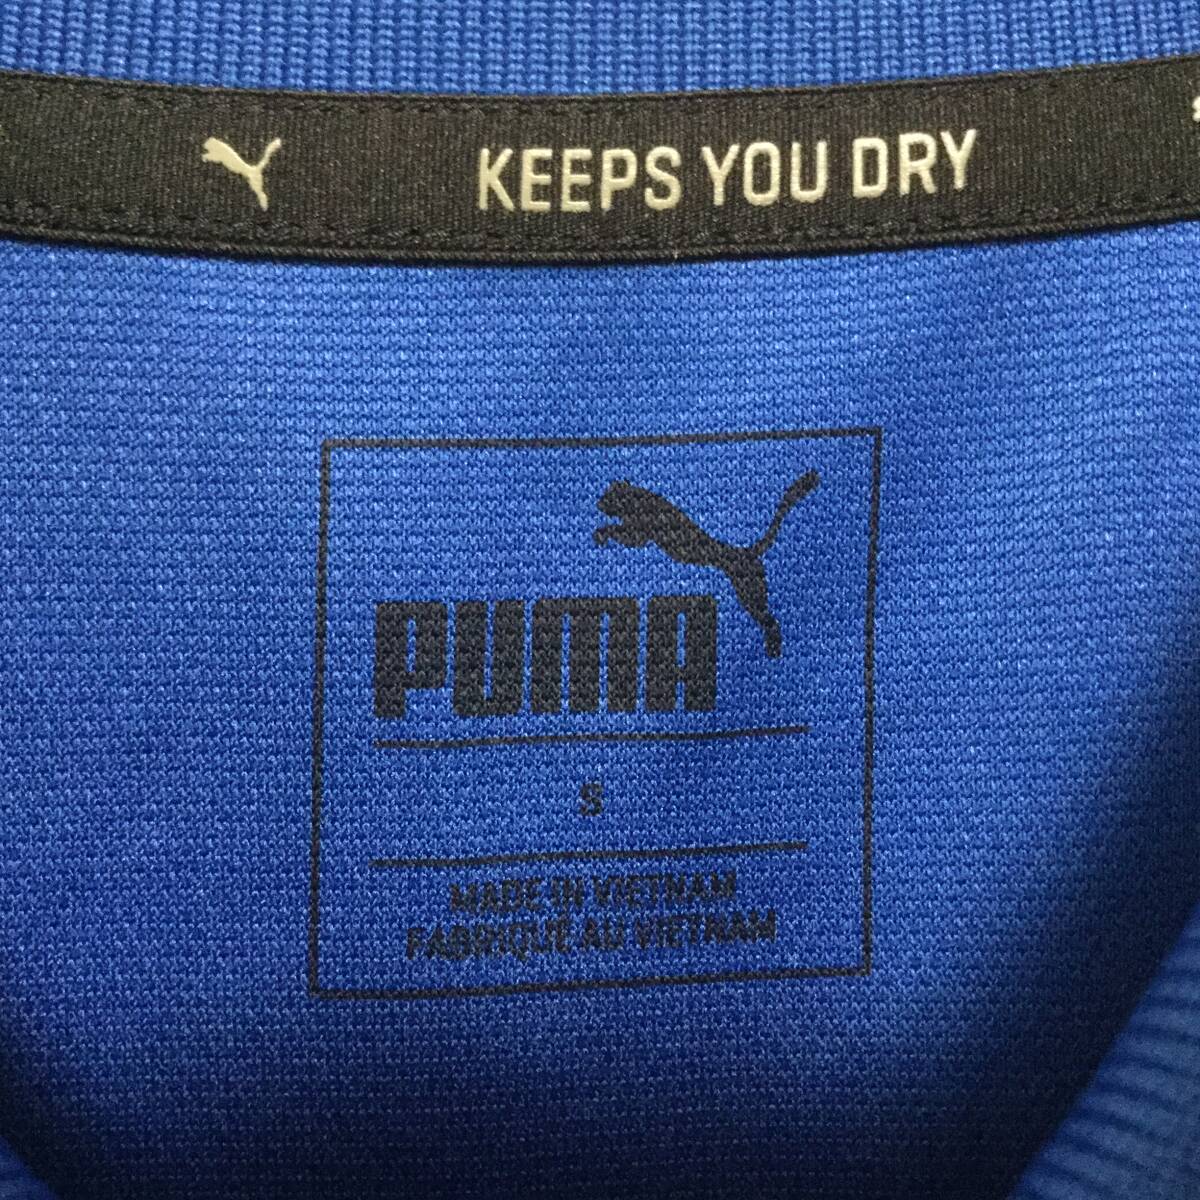 KEEPS YOU DRY
PUMA
S
MADE IN VIETNAM
FABRIQUÉ AU VIETNAM